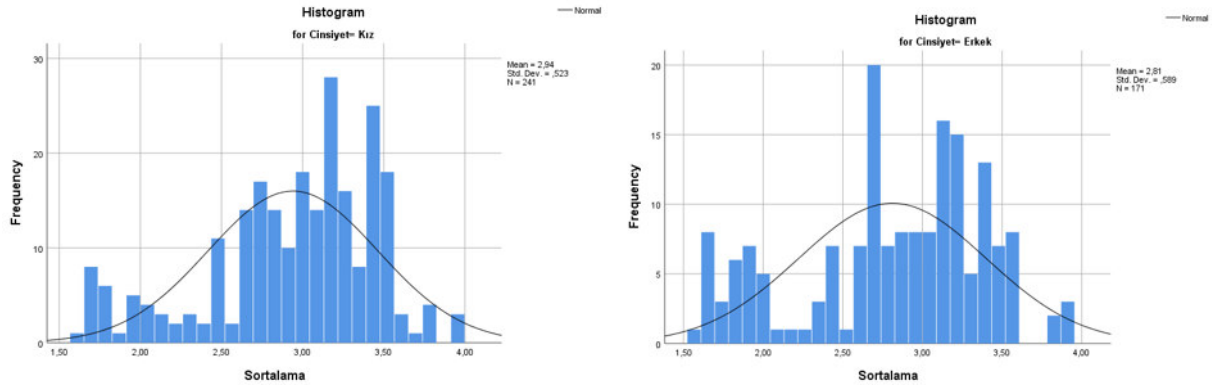 Histogram
for Cinsiyet= Kız
Normal
Mean = 2,94
Std. Dev. = ,523
N = 241
Frequency
30
20
10
0
1,50 2,00 2,50 3,00 3,50 4,00
Sortalama
Histogram
for Cinsiyet= Erkek
Normal
Mean = 2,81
Std. Dev. = ,589
N = 171
Frequency
20
15
10
5
0
1,50 2,00 2,50 3,00 3,50 4,00
Sortalama